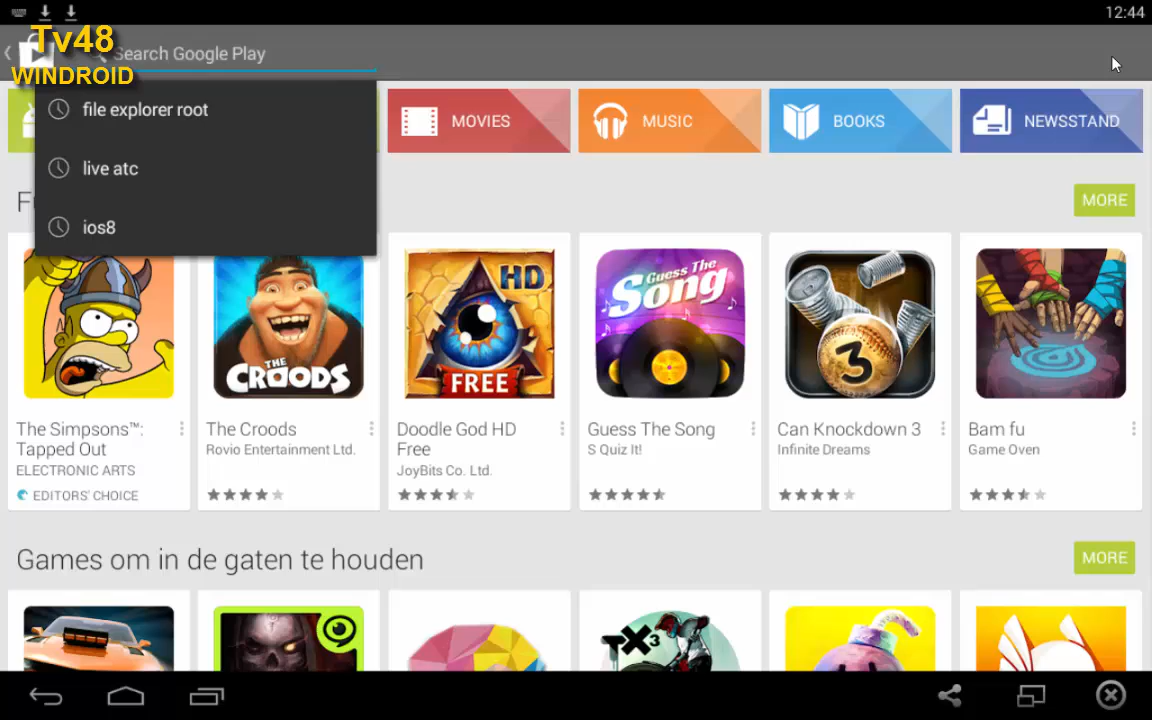 12:44
Tv48
WINDROID
Search Google Play
file explorer root
live atc
ios8
MOVIES
MUSIC
BOOKS
NEWSSTAND
MORE
THE CROODS
HD
FREE
Guess The Song
3
The Simpsons™: Tapped Out
ELECTRONIC ARTS
EDITORS' CHOICE
The Croods
Rovio Entertainment Ltd.
Doodle God HD Free
JoyBits Co. Ltd.
Guess The Song
S Quiz It!
Can Knockdown 3
Infinite Dreams
Bam fu
Game Oven
Games om in de gaten te houden
MORE
X3